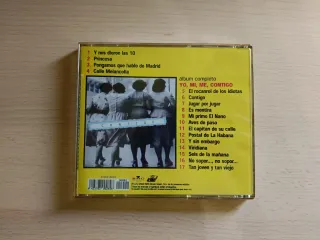 1 Y nos dieron las 10
2 Princesa
3 Pongamos que hablo de Madrid
4 Calle Melancolía
álbum completo
YO, MI, ME, CONTIGO
5 El rocanrol de los idiotas
6 Contigo
7 Jugar por jugar
8 Es mentira
9 Mi primo El Nano
10 Aves de paso
11 El capitán de su calle
12 Postal de La Habana
13 Y sin embargo
14 Viridiana
15 Seis de la mañana
16 No sopor..., no sopor...
17 Tan joven y tan viejo